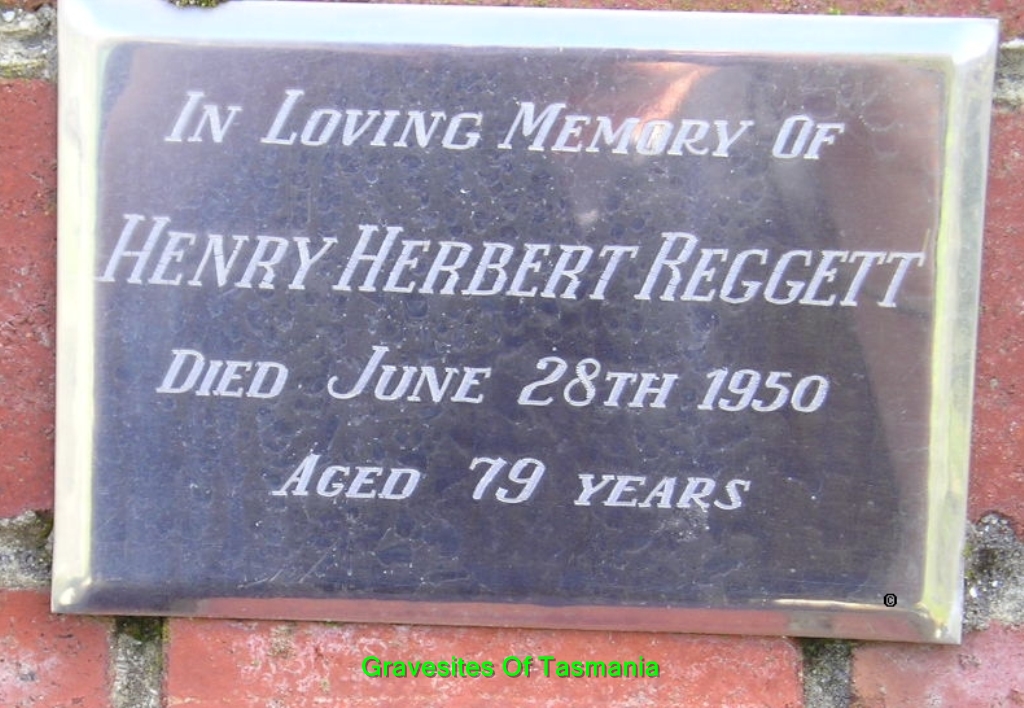 In Loving Memory Of
Henry Herbert Reggett
Died June 28th 1950
Aged 79 years
©
Gravesites Of Tasmania